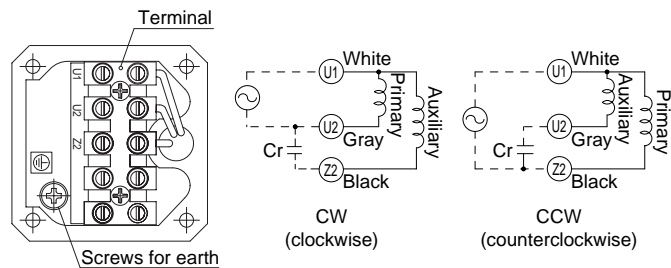 Terminal
U1
U2
Z2
Screws for earth
U1
White
Primary
Auxiliary
U2
Gray
Cr
Z2
Black
CW
(clockwise)
U1
White
Auxiliary
Primary
U2
Gray
Cr
Z2
Black
CCW
(counterclockwise)